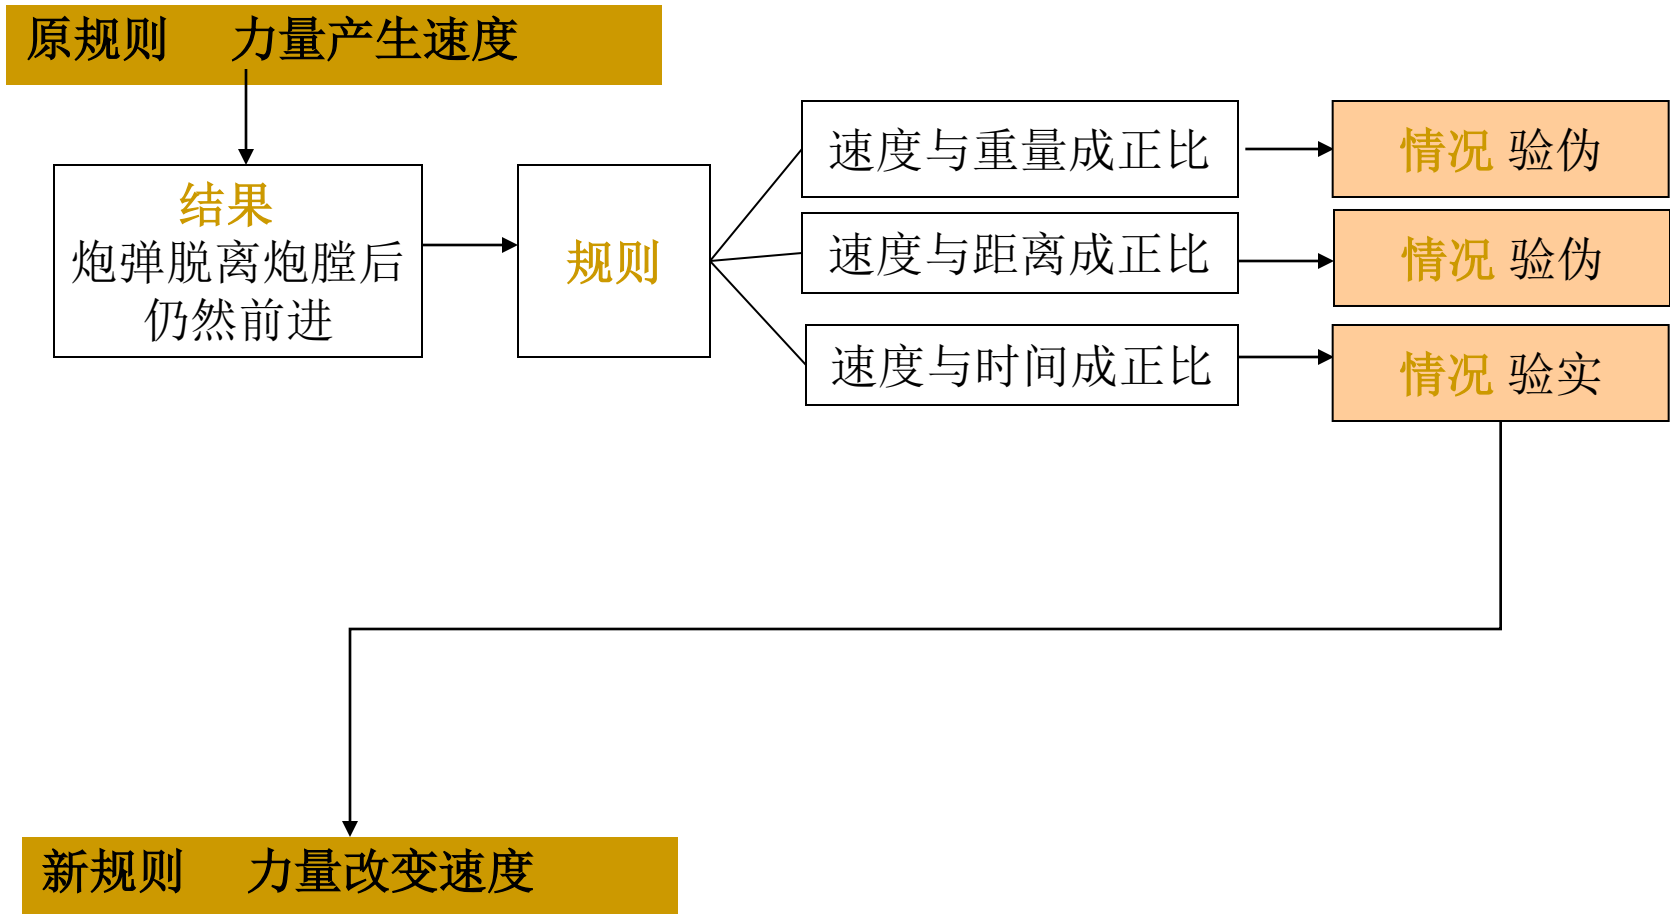 原规则 力量产生速度
结果
炮弹脱离炮膛后
仍然前进
规则
速度与重量成正比
情况 验伪
速度与距离成正比
情况 验伪
速度与时间成正比
情况 验实
新规则 力量改变速度